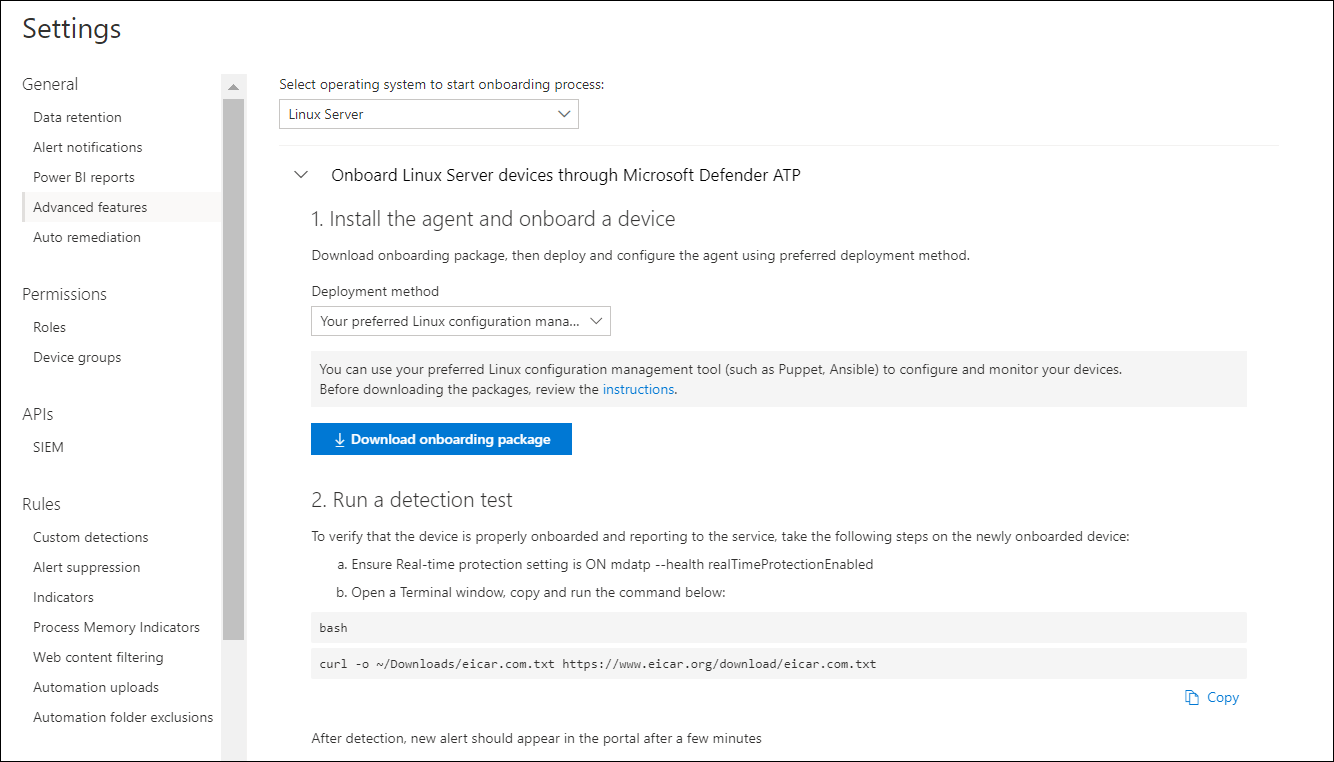 Settings
General
Data retention
Alert notifications
Power BI reports
Advanced features
Auto remediation
Permissions
Roles
Device groups
APIs
SIEM
Rules
Custom detections
Alert suppression
Indicators
Process Memory Indicators
Web content filtering
Automation uploads
Automation folder exclusions
Select operating system to start onboarding process:
Linux Server
Onboard Linux Server devices through Microsoft Defender ATP
1. Install the agent and onboard a device
Download onboarding package, then deploy and configure the agent using preferred deployment method.
Deployment method
Your preferred Linux configuration mana...
You can use your preferred Linux configuration management tool (such as Puppet, Ansible) to configure and monitor your devices.
Before downloading the packages, review the instructions.
Download onboarding package
2. Run a detection test
To verify that the device is properly onboarded and reporting to the service, take the following steps on the newly onboarded device:
a. Ensure Real-time protection setting is ON mdatp --health realTimeProtectionEnabled
b. Open a Terminal window, copy and run the command below:
bash
curl -o ~/Downloads/eicar.com.txt https://www.eicar.org/download/eicar.com.txt
Copy
After detection, new alert should appear in the portal after a few minutes